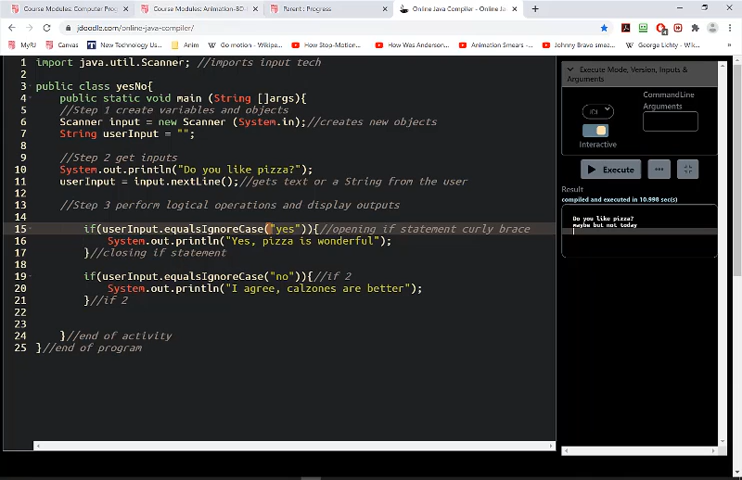 Course Modules: Computer Prog
Course Modules: Animation-BD
Parent : Progress
Online Java Compiler - Online Ja
jdoodle.com/online-java-compiler/
MyRJ
Canvas
New Technology Us...
Anim
Go motion - Wikipe...
How Stop-Motion...
How Was Anderson...
Animation Smears -...
Johnny Bravo smea...
George Lichty - Wi...
Other bookmarks
1 import java.util.Scanner; //imports input tech
2
3 public class yesNo{
4 public static void main (String []args){
5 //Step 1 create variables and objects
6 Scanner input = new Scanner (System.in);//creates new objects
7 String userInput = "";
8
9 //Step 2 get inputs
10 System.out.println("Do you like pizza?");
11 userInput = input.nextLine();//gets text or a String from the user
12
13 //Step 3 perform logical operations and display outputs
14
15 if(userInput.equalsIgnoreCase("yes")){//opening if statement curly brace
16 System.out.println("Yes, pizza is wonderful");
17 }//closing if statement
18
19 if(userInput.equalsIgnoreCase("no")){//if 2
20 System.out.println("I agree, calzones are better");
21 }//if 2
22
23
24 }//end of activity
25 }//end of program
Execute Mode, Version, Inputs &
Arguments
CommandLine
Arguments
Interactive
Execute
...
Result
compiled and executed in 10.998 sec(s)
Do you like pizza?
maybe but not today